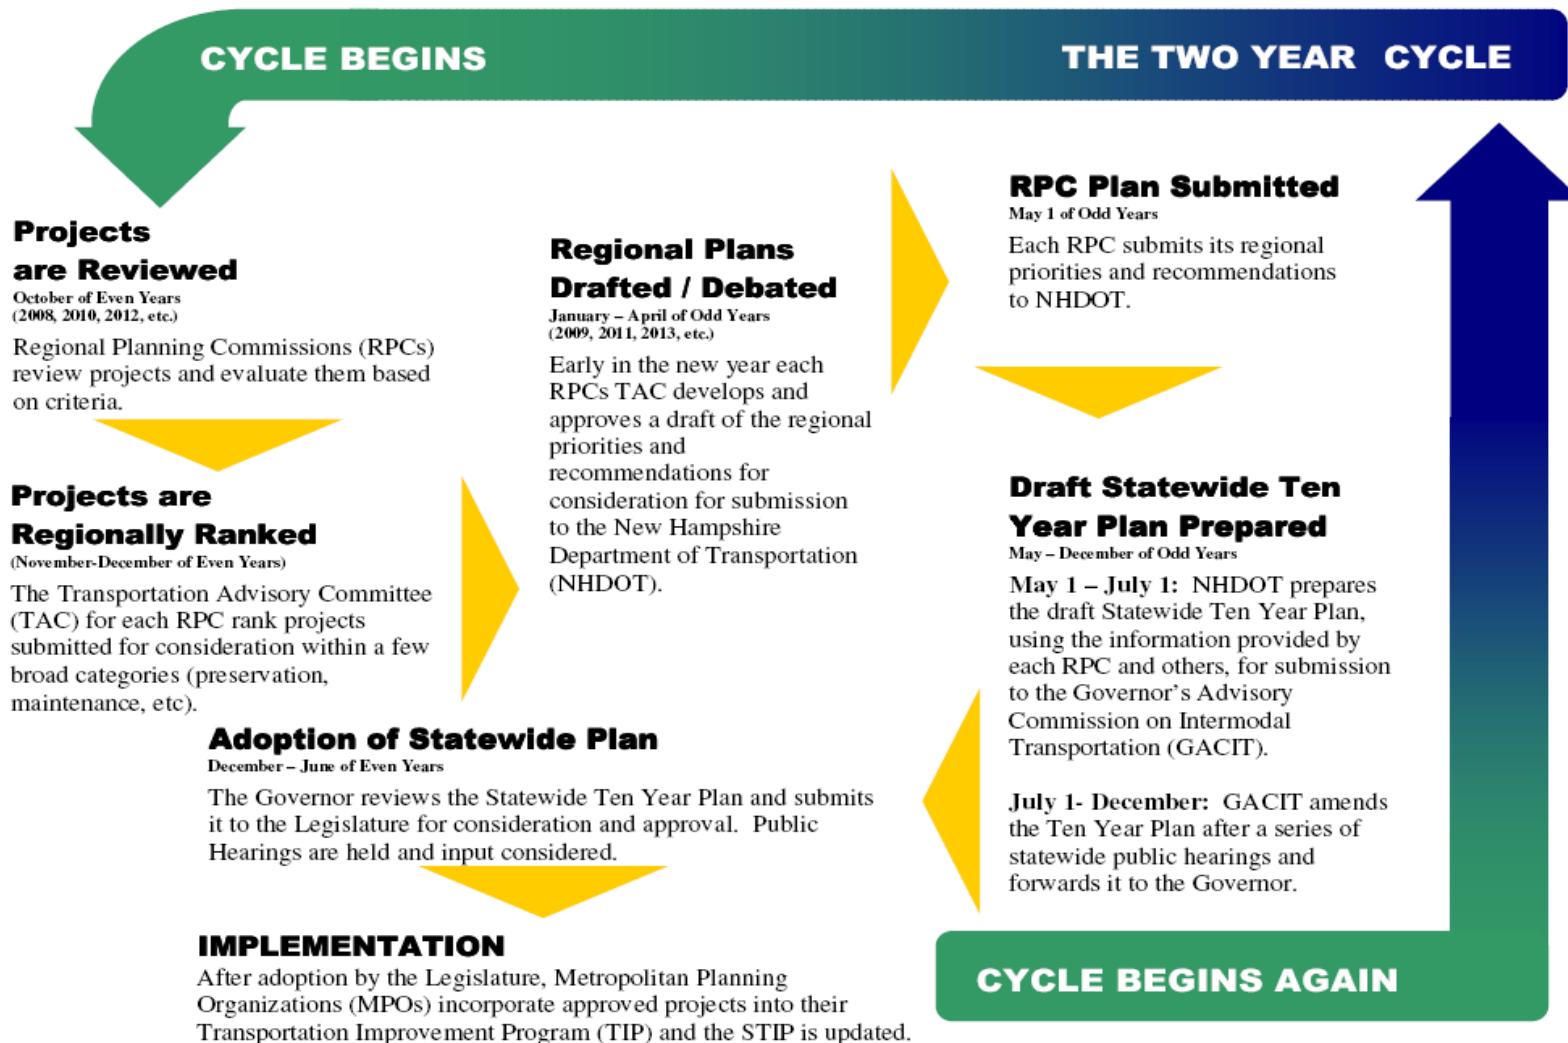 CYCLE BEGINS
THE TWO YEAR CYCLE
Projects
are Reviewed
October of Even Years
(2008, 2010, 2012, etc.)
Regional Planning Commissions (RPCs)
review projects and evaluate them based
on criteria.
Projects are
Regionally Ranked
(November-December of Even Years)
The Transportation Advisory Committee
(TAC) for each RPC rank projects
submitted for consideration within a few
broad categories (preservation,
maintenance, etc).
Regional Plans
Drafted / Debated
January – April of Odd Years
(2009, 2011, 2013, etc.)
Early in the new year each
RPCs TAC develops and
approves a draft of the regional
priorities and
recommendations for
consideration for submission
to the New Hampshire
Department of Transportation
(NHDOT).
RPC Plan Submitted
May 1 of Odd Years
Each RPC submits its regional
priorities and recommendations
to NHDOT.
Draft Statewide Ten
Year Plan Prepared
May – December of Odd Years
May 1 – July 1: NHDOT prepares
the draft Statewide Ten Year Plan,
using the information provided by
each RPC and others, for submission
to the Governor's Advisory
Commission on Intermodal
Transportation (GACIT).
July 1- December: GACIT amends
the Ten Year Plan after a series of
statewide public hearings and
forwards it to the Governor.
Adoption of Statewide Plan
December – June of Even Years
The Governor reviews the Statewide Ten Year Plan and submits
it to the Legislature for consideration and approval. Public
Hearings are held and input considered.
IMPLEMENTATION
After adoption by the Legislature, Metropolitan Planning
Organizations (MPOs) incorporate approved projects into their
Transportation Improvement Program (TIP) and the STIP is updated.
CYCLE BEGINS AGAIN